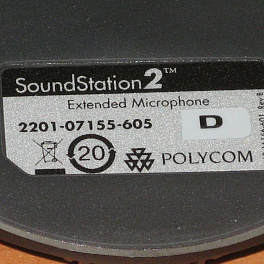 SoundStation2™
Extended Microphone
2201-07155-605 D
20 POLYCOM